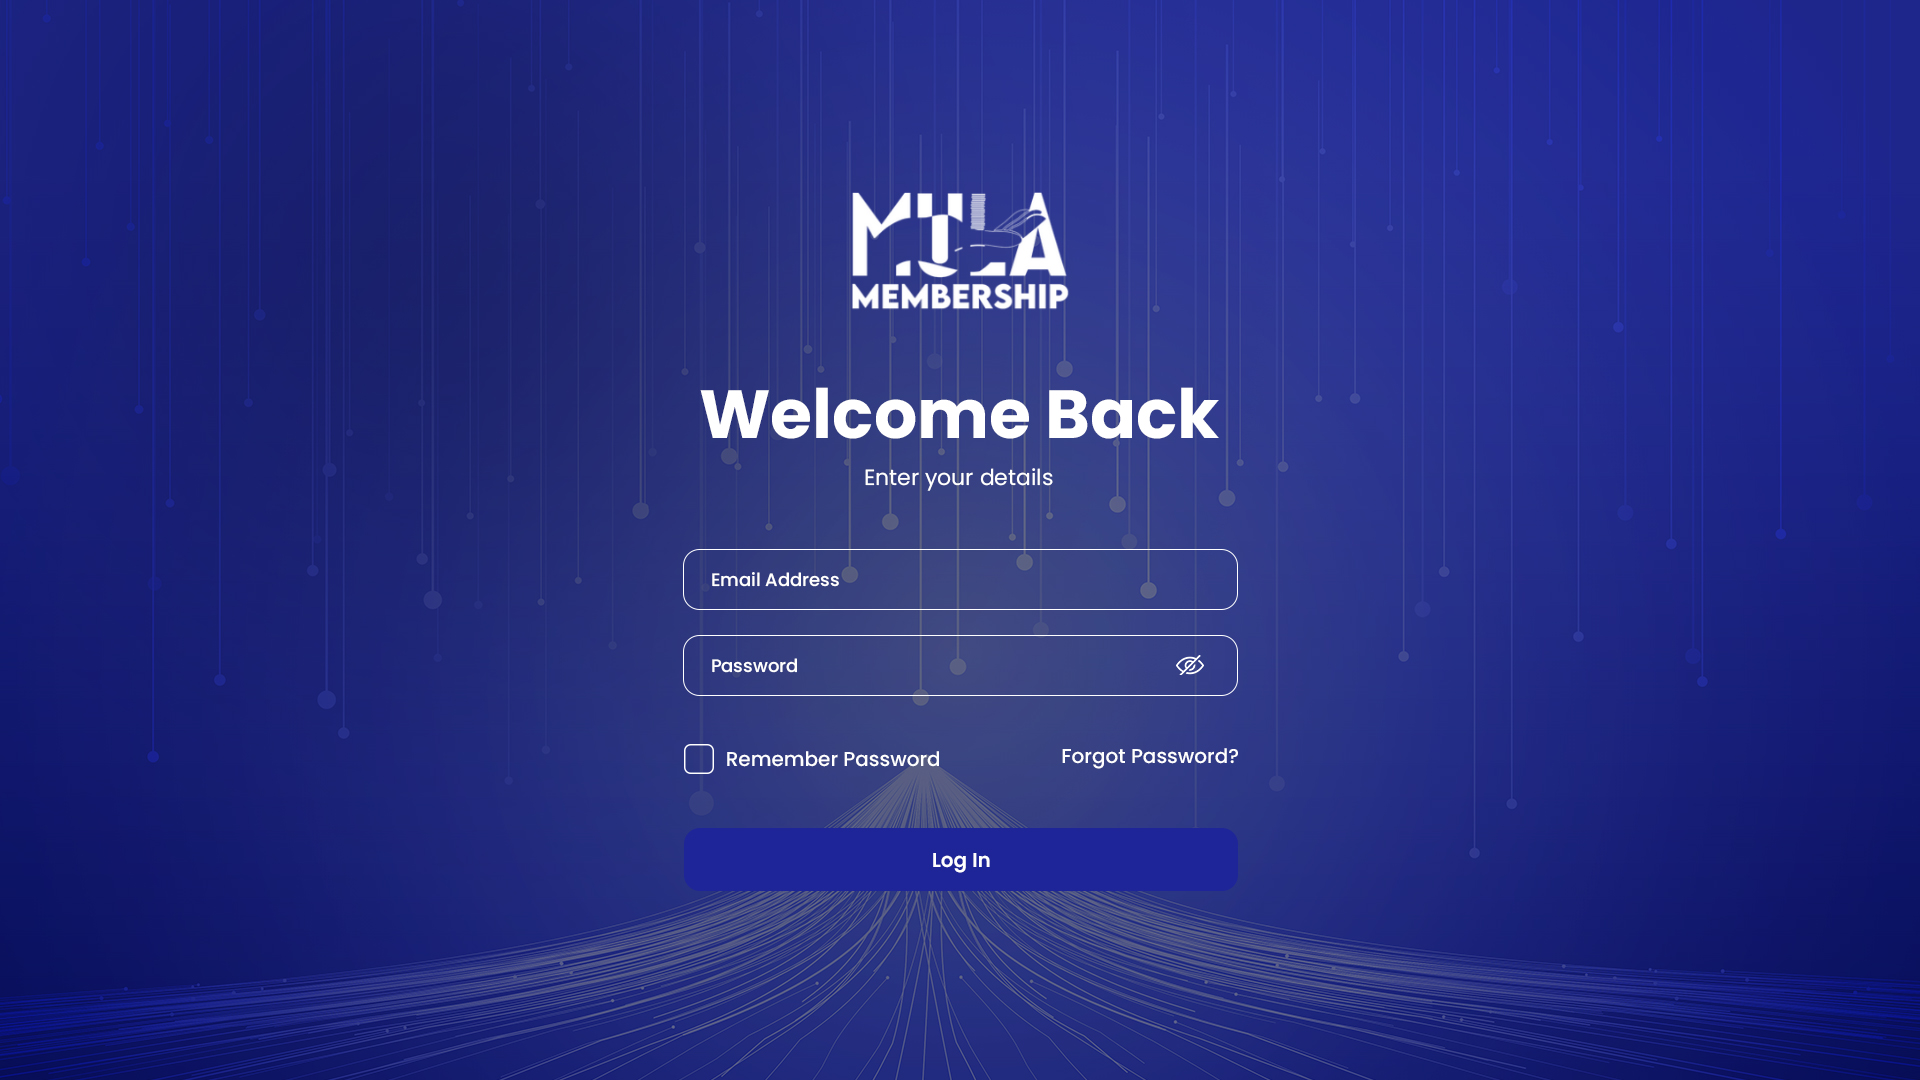 MULA
MEMBERSHIP
Welcome Back
Enter your details
Email Address
Password
Remember Password
Forgot Password?
Log In